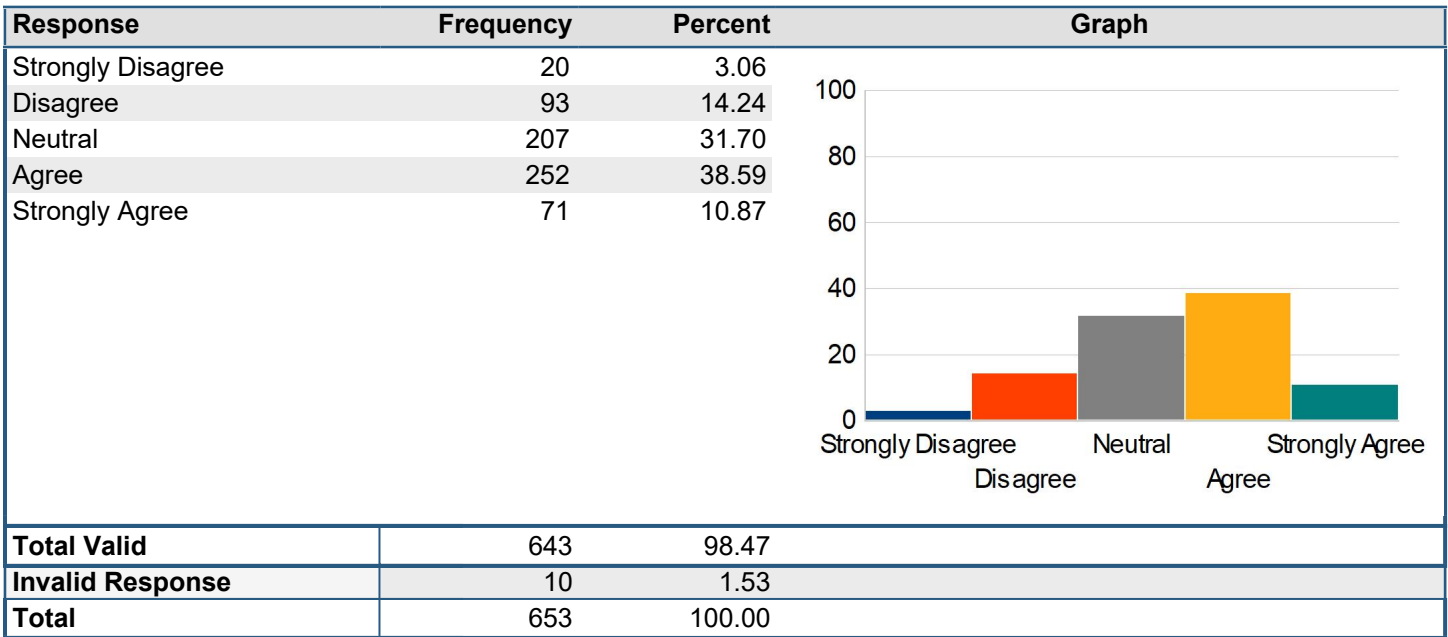 Response Frequency Percent Graph
Strongly Disagree 20 3.06
Disagree 93 14.24
Neutral 207 31.70
Agree 252 38.59
Strongly Agree 71 10.87
100
80
60
40
20
0
Strongly Disagree Neutral Strongly Agree
Disagree Agree
Total Valid 643 98.47
Invalid Response 10 1.53
Total 653 100.00